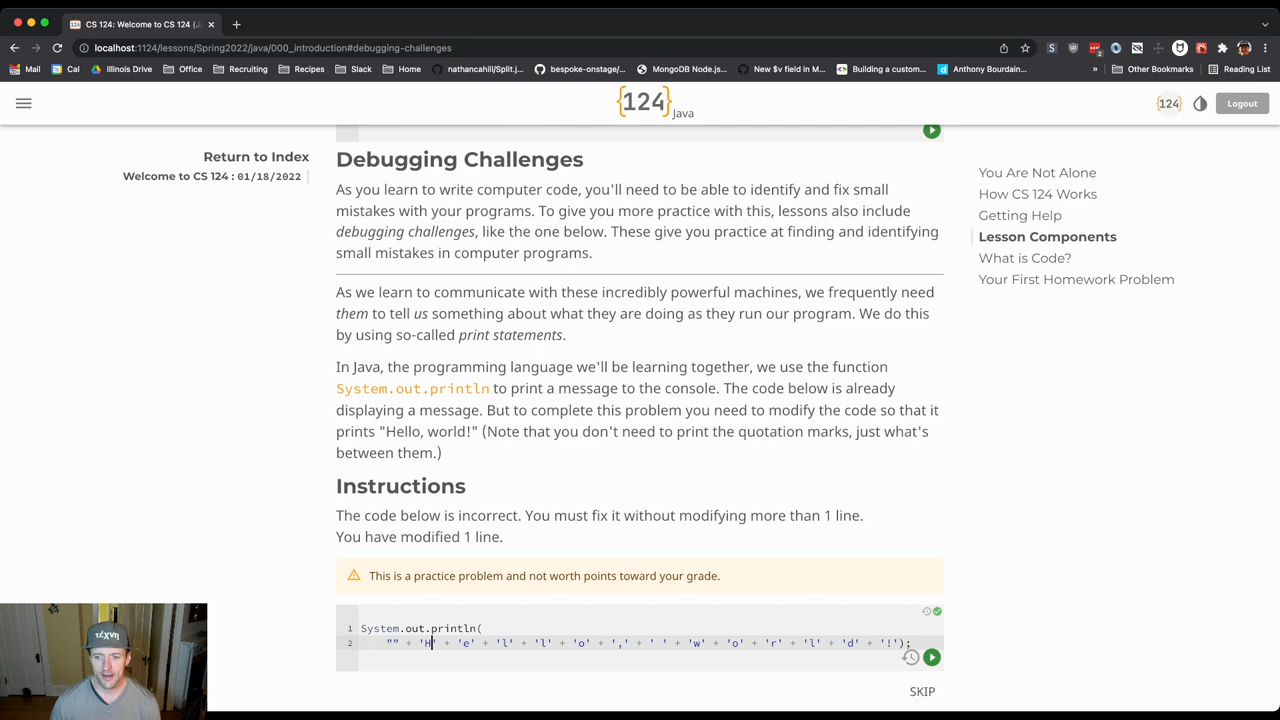 CS 124: Welcome to CS 124 (Ja
localhost:1124/lessons/Spring2022/java/000_introduction#debugging-challenges
Mail
Cal
Illinois Drive
Office
Recruiting
Recipes
Slack
Home
nathancahill/Split.j...
bespoke-onstage/...
MongoDB Node.js...
New $v field in M...
Building a custom...
Anthony Bourdain...
»
Other Bookmarks
Reading List
{124}
Java
{124}
Logout
Return to Index
Welcome to CS 124 : 01/18/2022
Debugging Challenges
As you learn to write computer code, you'll need to be able to identify and fix small
mistakes with your programs. To give you more practice with this, lessons also include
debugging challenges, like the one below. These give you practice at finding and identifying
small mistakes in computer programs.
As we learn to communicate with these incredibly powerful machines, we frequently need
them to tell us something about what they are doing as they run our program. We do this
by using so-called print statements.
In Java, the programming language we'll be learning together, we use the function
System.out.println to print a message to the console. The code below is already
displaying a message. But to complete this problem you need to modify the code so that it
prints "Hello, world!" (Note that you don't need to print the quotation marks, just what's
between them.)
Instructions
The code below is incorrect. You must fix it without modifying more than 1 line.
You have modified 1 line.
This is a practice problem and not worth points toward your grade.
1 System.out.println(
2 "" + 'H' + 'e' + 'l' + 'l' + 'o' + ',' + ' ' + 'w' + 'o' + 'r' + 'l' + 'd' + '!');
SKIP
You Are Not Alone
How CS 124 Works
Getting Help
Lesson Components
What is Code?
Your First Homework Problem
τέχνη